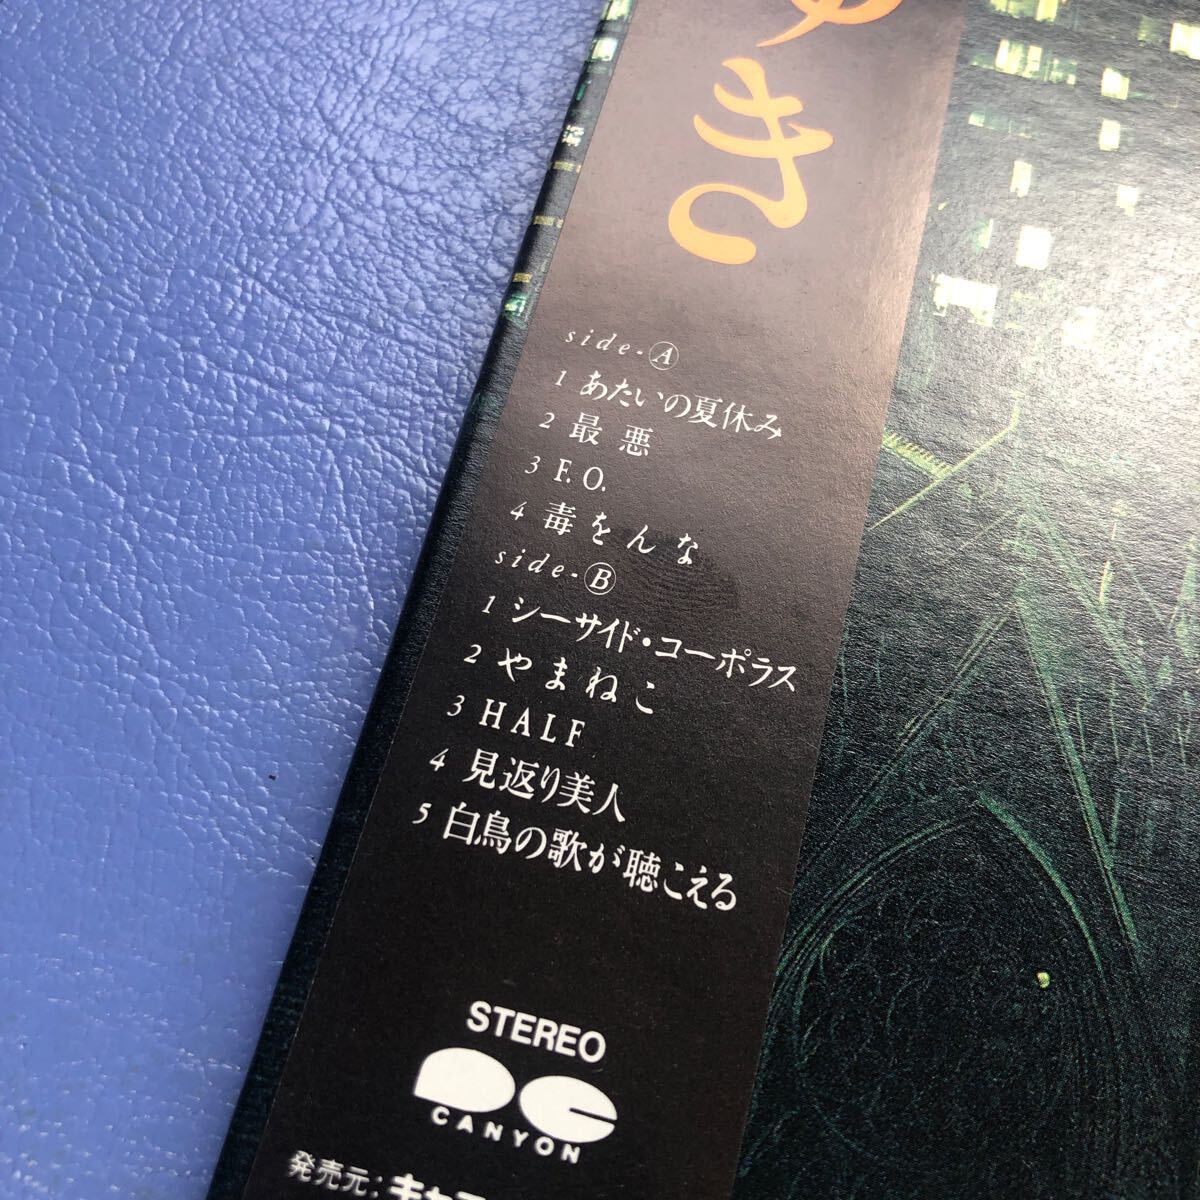 ゆき
side-Ⓐ
1 あたいの夏休み
2 最悪
3 F.O.
4 毒をんな
side-Ⓑ
1 シーサイド・コーポラス
2 やまねこ
3 HALF
4 見返り美人
5 白鳥の歌が聴こえる
STEREO
CANYON
発売元:キャニ